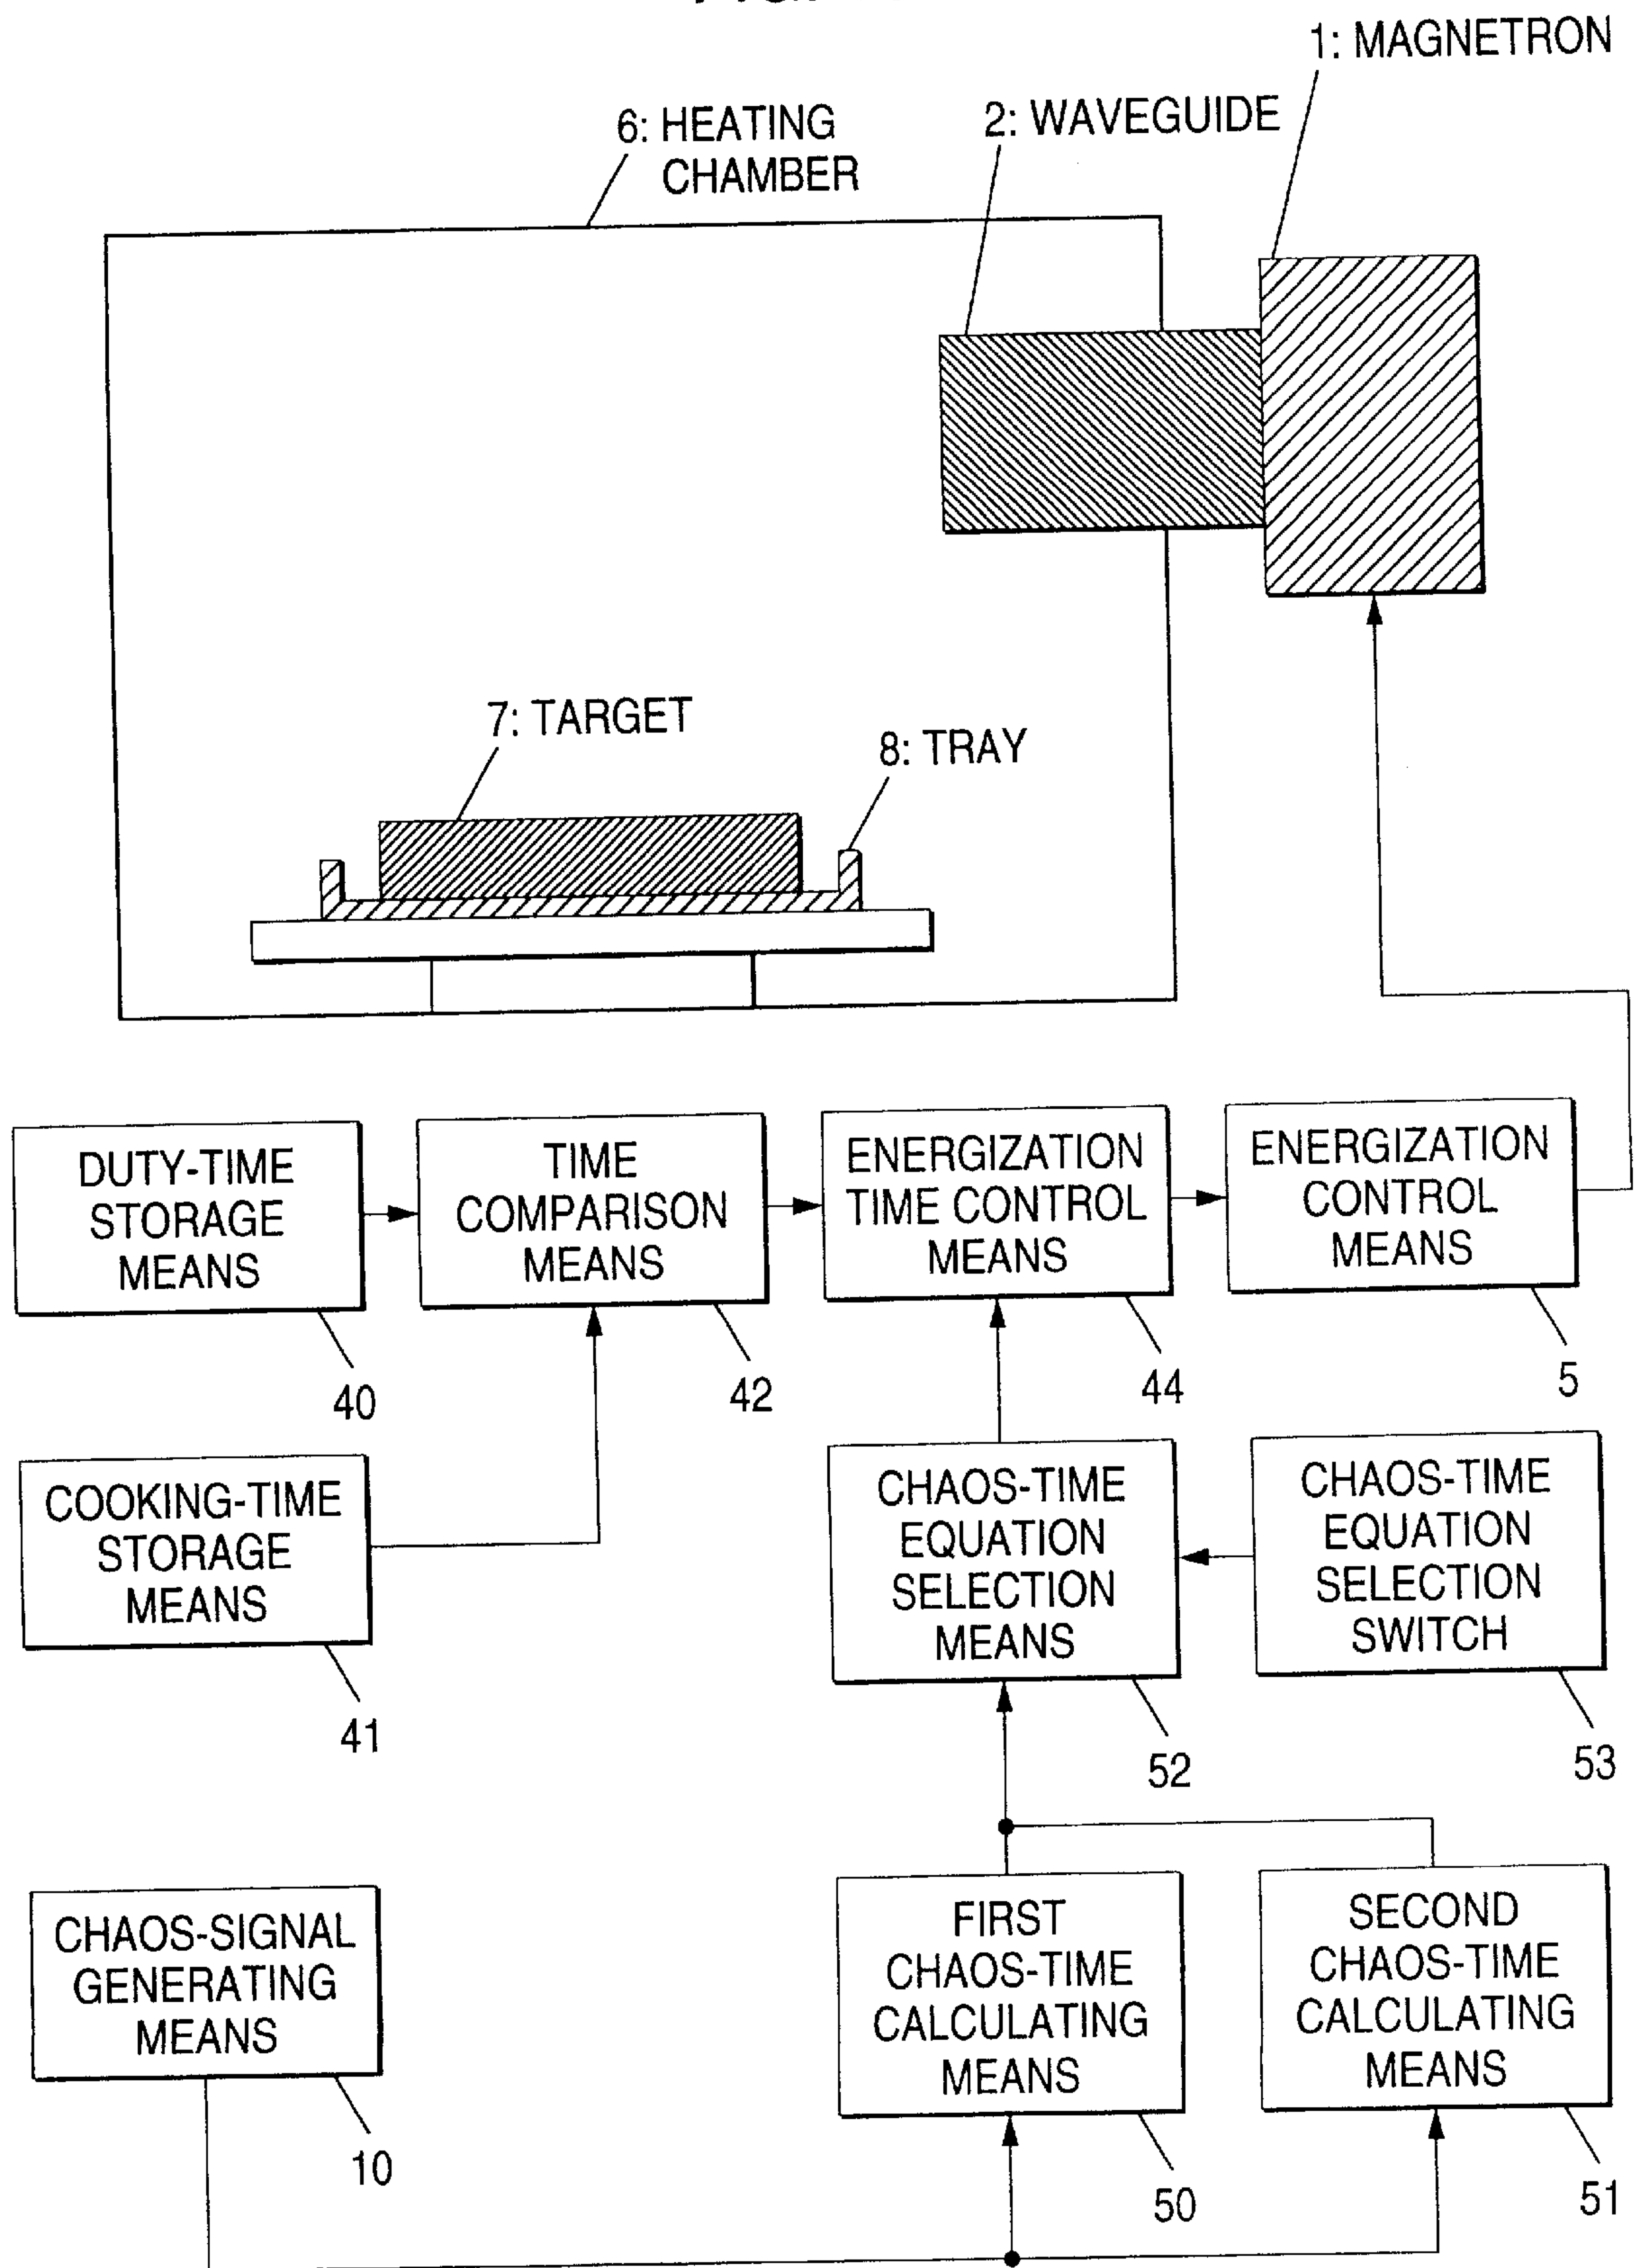 1: MAGNETRON
2: WAVEGUIDE
6: HEATING
CHAMBER
7: TARGET
8: TRAY
DUTY-TIME
STORAGE
MEANS
40
TIME
COMPARISON
MEANS
42
ENERGIZATION
TIME CONTROL
MEANS
44
ENERGIZATION
CONTROL
MEANS
5
COOKING-TIME
STORAGE
MEANS
41
CHAOS-TIME
EQUATION
SELECTION
MEANS
52
CHAOS-TIME
EQUATION
SELECTION
SWITCH
53
CHAOS-SIGNAL
GENERATING
MEANS
10
FIRST
CHAOS-TIME
CALCULATING
MEANS
50
SECOND
CHAOS-TIME
CALCULATING
MEANS
51